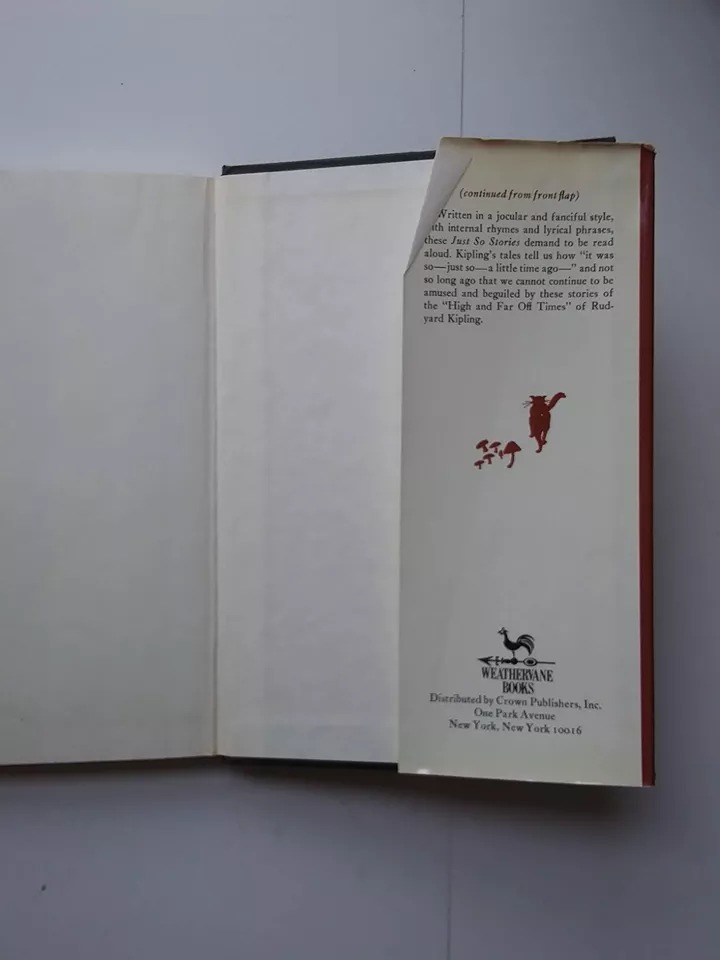 (continued from front flap)
Written in a jocular and fanciful style,
ith internal rhymes and lyrical phrases,
these Just So Stories demand to be read
aloud. Kipling's tales tell us how "it was
so—just so—a little time ago—" and not
so long ago that we cannot continue to be
amused and beguiled by these stories of
the "High and Far Off Times" of Rud-
yard Kipling.
WEATHERVANE
BOOKS
Distributed by Crown Publishers, Inc.
One Park Avenue
New York, New York 10016